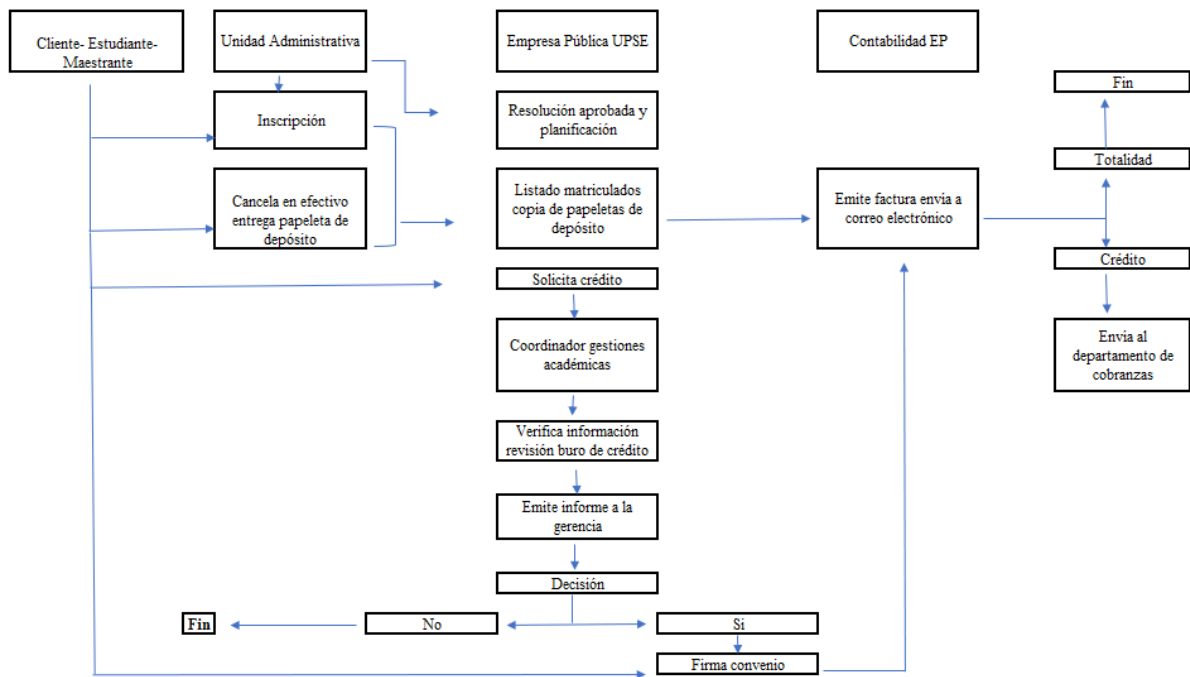 Cliente- Estudiante-
Maestrante
Unidad Administrativa
Empresa Pública UPSE
Contabilidad EP
Fin
Inscripción
Resolución aprobada y
planificación
Totalidad
Cancela en efectivo
entrega papeleta de
depósito
Listado matriculados
copia de papeletas de
depósito
Emite factura envia a
correo electrónico
Crédito
Solicita crédito
Coordinador gestiones
académicas
Envia al
departamento de
cobranzas
Verifica información
revisión buro de crédito
Emite informe a la
gerencia
Decisión
Fin
No
Si
Firma convenio